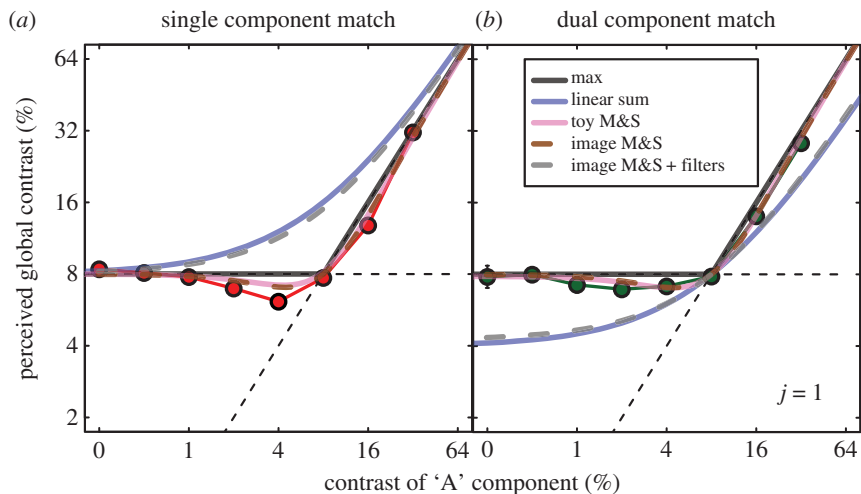 (a) single component match
(b) dual component match
perceived global contrast (%)
64
32
16
8
4
2
max
linear sum
toy M&S
image M&S
image M&S + filters
j = 1
0 1 4 16 64
0 1 4 16 64
contrast of ‘A’ component (%)